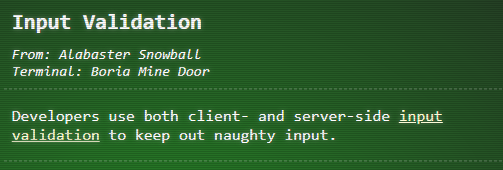 Input Validation
From: Alabaster Snowball
Terminal: Boria Mine Door
Developers use both client- and server-side input
validation to keep out naughty input.